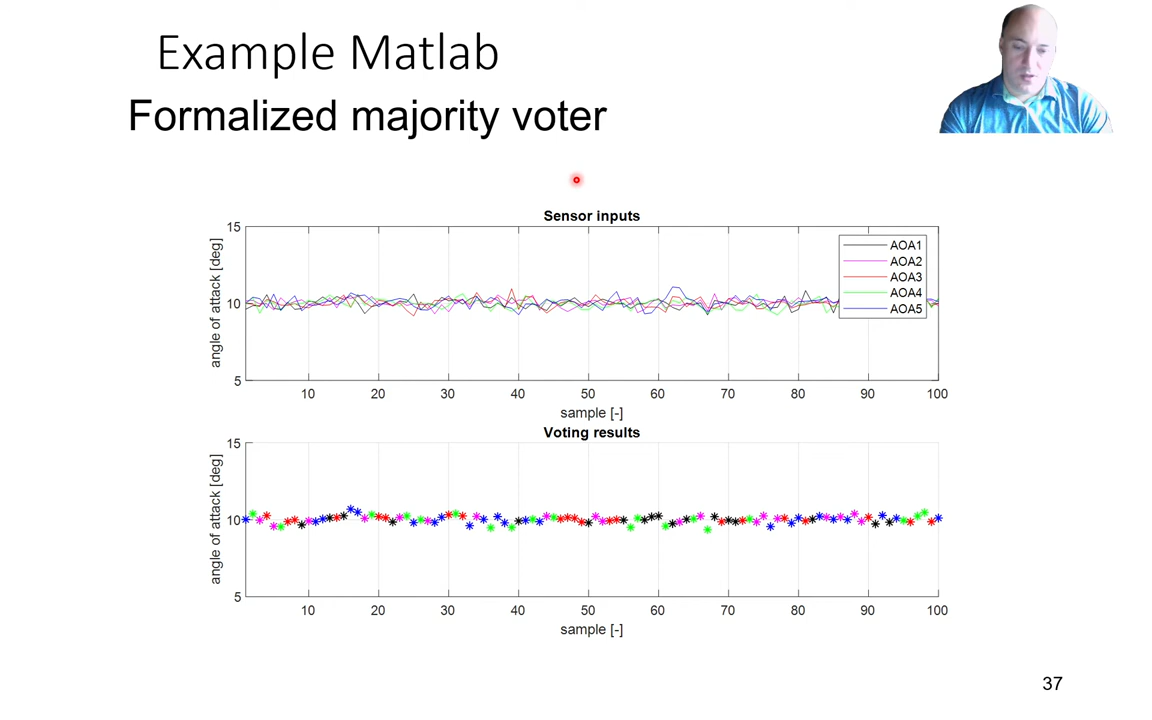 Example Matlab
Formalized majority voter
Sensor inputs
15
10
5
angle of attack [deg]
AOA1
AOA2
AOA3
AOA4
AOA5
10 20 30 40 50 60 70 80 90 100
sample [-]
Voting results
15
10
5
angle of attack [deg]
10 20 30 40 50 60 70 80 90 100
sample [-]
37